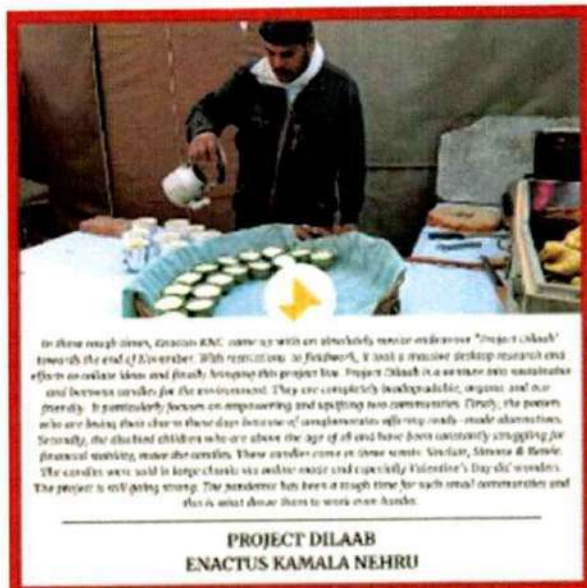 In these tough times, Enactus KNC came up with an absolutely novice endeavour "Project Dilaab"
towards the end of November. With restrictions to fieldwork, it took a massive desktop research and
efforts to collate ideas and finally bringing this project live. Project Dilaab is a venture into sustainable
and beeswax candles for the environment. They are completely biodegradable, organic and eco
friendly. It particularly focuses on empowering and uplifting two communities. Firstly, the potters
who are losing their charm these days because of conglomerates offering ready-made alternatives.
Secondly, the disabled children who are above the age of 18 and have been constantly struggling for
financial stability, make the candles. These candles come in three scents:
The candles were sold in large chunks via online mode and especially Valentine's Day did wonders.
The project is still going strong. The pandemic has been a tough time for such small communities and
this is what drove them to work even harder.
PROJECT DILAAB
ENACTUS KAMALA NEHRU